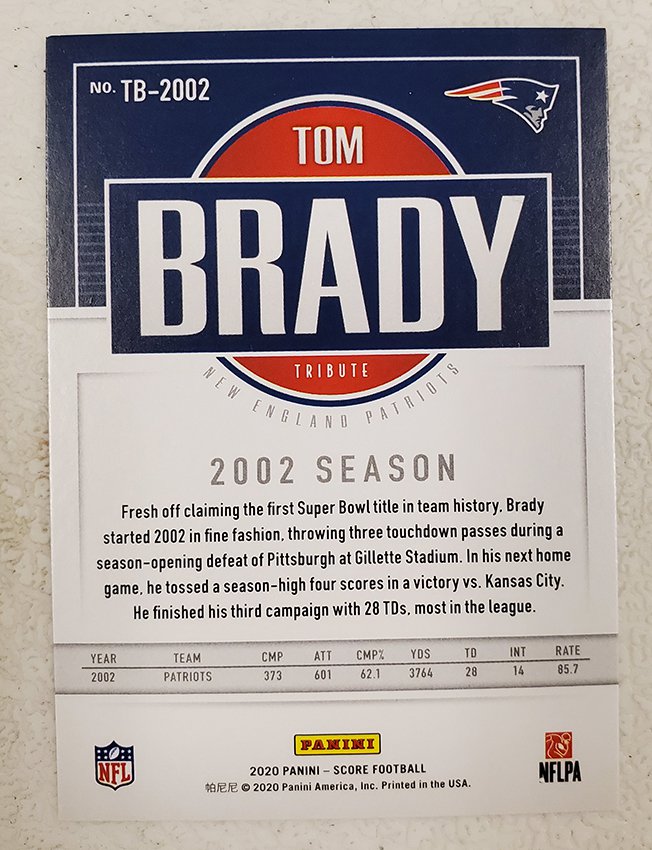 NO. TB-2002
TOM
BRADY
TRIBUTE
NEW ENGLAND PATRIOTS
2002 SEASON
Fresh off claiming the first Super Bowl title in team history, Brady
started 2002 in fine fashion, throwing three touchdown passes during a
season-opening defeat of Pittsburgh at Gillette Stadium. In his next home
game, he tossed a season-high four scores in a victory vs. Kansas City.
He finished his third campaign with 28 TDs, most in the league.
YEAR TEAM CMP ATT CMP% YDS TD INT RATE
2002 PATRIOTS 373 601 62.1 3764 28 14 85.7
NFL
PANINI
NFLPA
2020 PANINI – SCORE FOOTBALL
帕尼尼 © 2020 Panini America, Inc. Printed in the USA.